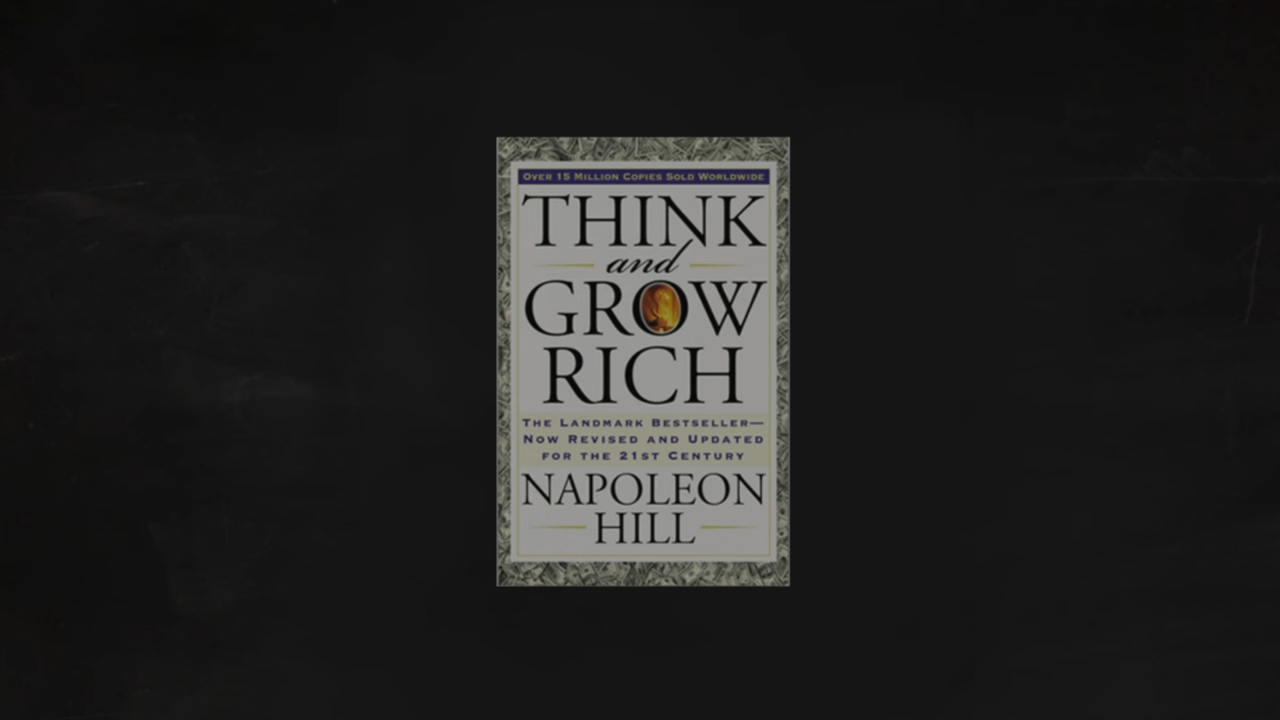 OVER 15 MILLION COPIES SOLD WORLDWIDE
THINK
and
GROW
RICH
THE LANDMARK BESTSELLER—
NOW REVISED AND UPDATED
FOR THE 21ST CENTURY
NAPOLEON
HILL